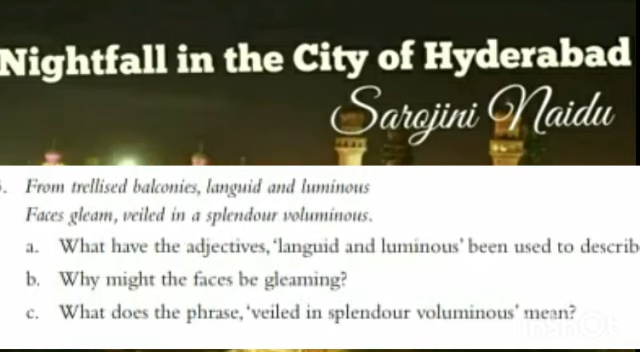 Nightfall in the City of Hyderabad
Sarojini Naidu
. From trellised balconies, languid and luminous
Faces gleam, veiled in a splendour voluminous.
a. What have the adjectives, 'languid and luminous' been used to describ
b. Why might the faces be gleaming?
c. What does the phrase, 'veiled in splendour voluminous' mean?
InShOt